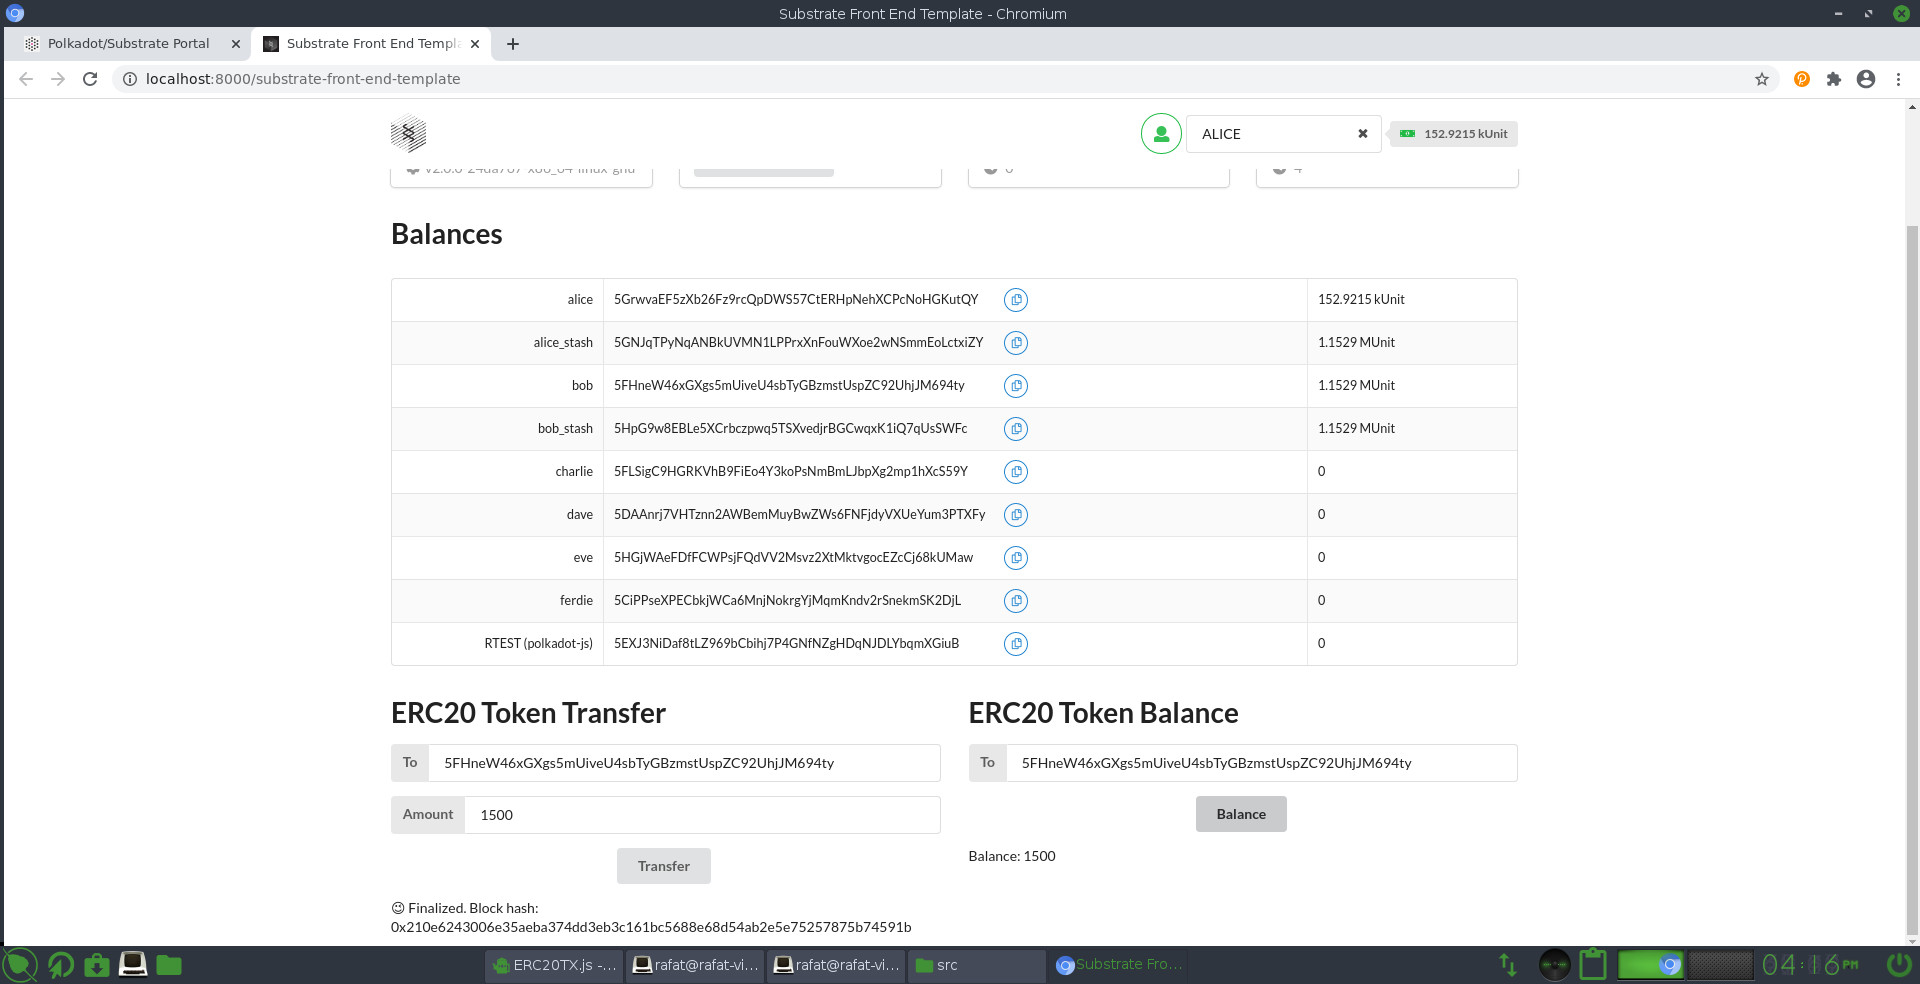 Substrate Front End Template - Chromium
Polkadot/Substrate Portal
Substrate Front End Templa
localhost:8000/substrate-front-end-template
ALICE
152.9215 kUnit
Balances
alice 5GrwvaEF5zXb26Fz9rcQpDWS57CtERHpNehXCPcNoHGKutQY 152.9215 kUnit
alice_stash 5GNJqTPyNqANBkUVMN1LPPrxXnFouWXoe2wNSmmEoLctxiZY 1.1529 MUnit
bob 5FHneW46xGXgs5mUiveU4sbTyGBzmstUspZC92UhjJM694ty 1.1529 MUnit
bob_stash 5HpG9w8EBLe5XCrbczpwq5TSXvedjrBGCwqxK1iQ7qUsSWFc 1.1529 MUnit
charlie 5FLSigC9HGRKVhB9FiEo4Y3koPsNmBmLJbpXg2mp1hXcS59Y 0
dave 5DAAnrj7VHTznn2AWBemMuyBwZWs6FNFjdyVXUeYum3PTXFy 0
eve 5HGjWAeFDfFCWPsjFQdVV2Msvz2XtMktvgocEZcCj68kUMaw 0
ferdie 5CiPPseXPECbkjWCa6MnjNokrgYjMqmKndv2rSnekmSK2DjL 0
RTEST (polkadot-js) 5EXJ3NiDaf8tLZ969bCbihj7P4GNfNZgHDqNJDLYbqmXGiuB 0
ERC20 Token Transfer
To 5FHneW46xGXgs5mUiveU4sbTyGBzmstUspZC92UhjJM694ty
Amount 1500
Transfer
😉 Finalized. Block hash:
0x210e6243006e35aeba374dd3eb3c161bc5688e68d54ab2e5e75257875b74591b
ERC20 Token Balance
To 5FHneW46xGXgs5mUiveU4sbTyGBzmstUspZC92UhjJM694ty
Balance
Balance: 1500
ERC20TX.js -...
rafat@rafat-vi...
rafat@rafat-vi...
src
Substrate Fro...
04:16 PM